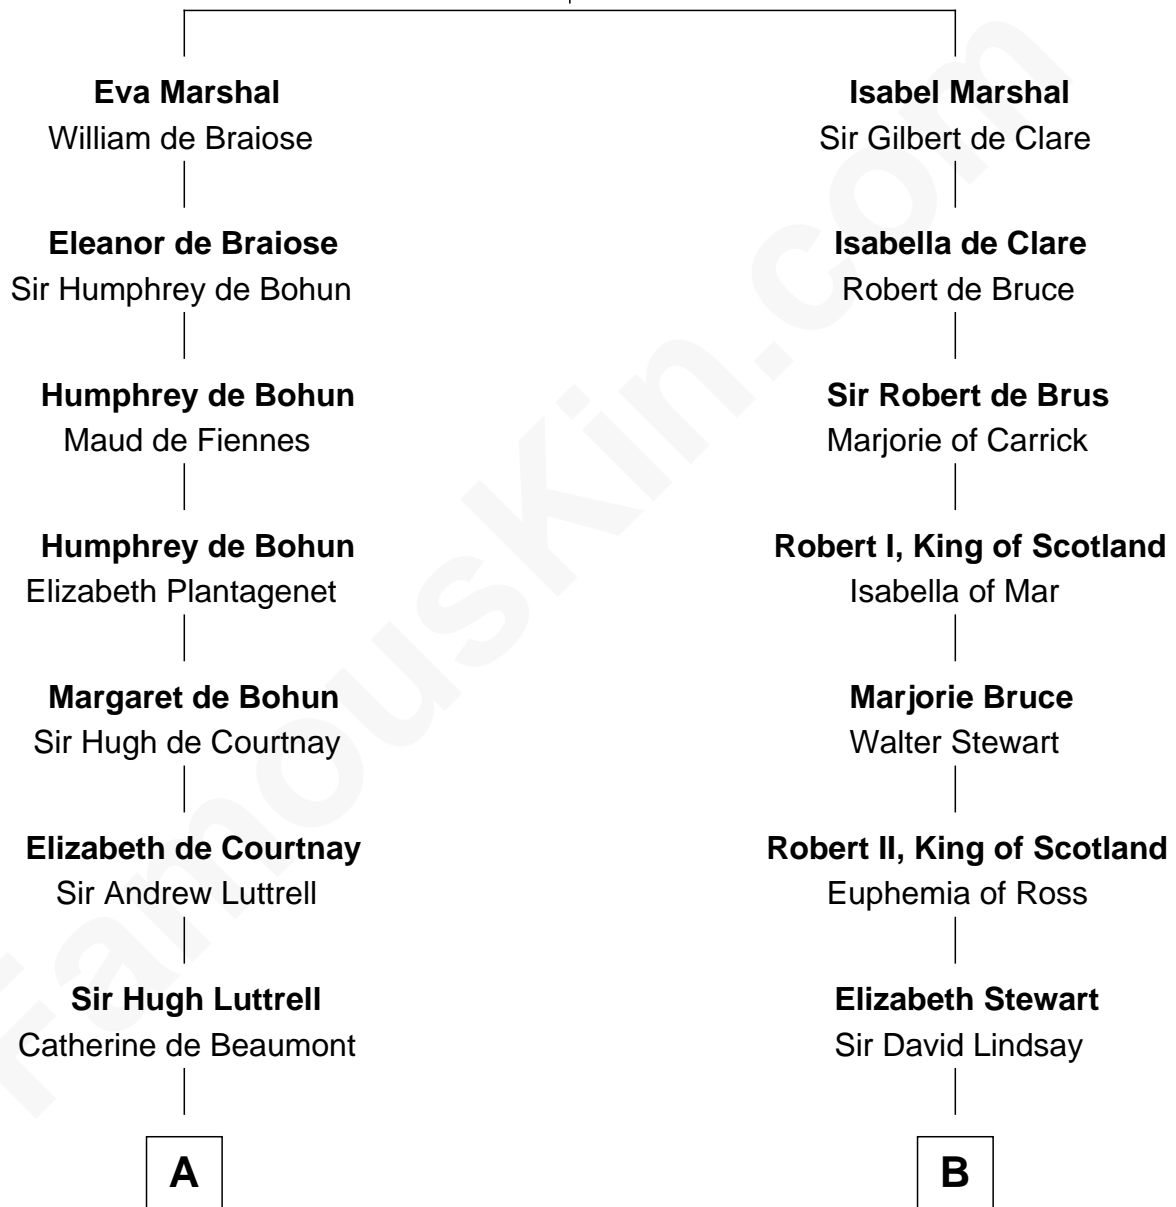 Eva Marshal
William de Braiose
Eleanor de Braiose
Sir Humphrey de Bohun
Humphrey de Bohun
Maud de Fiennes
Humphrey de Bohun
Elizabeth Plantagenet
Margaret de Bohun
Sir Hugh de Courtnay
Elizabeth de Courtnay
Sir Andrew Luttrell
Sir Hugh Luttrell
Catherine de Beaumont
A
Isabel Marshal
Sir Gilbert de Clare
Isabella de Clare
Robert de Bruce
Sir Robert de Brus
Marjorie of Carrick
Robert I, King of Scotland
Isabella of Mar
Marjorie Bruce
Walter Stewart
Robert II, King of Scotland
Euphemia of Ross
Elizabeth Stewart
Sir David Lindsay
B
FamousKin.com